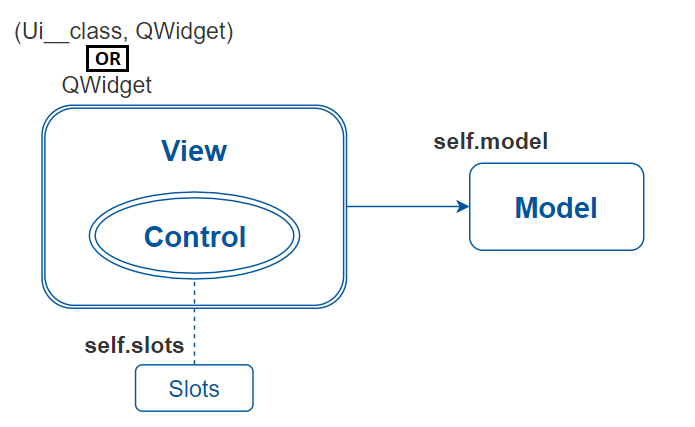 (Ui__class, QWidget)
OR
QWidget
View
self.model
Model
Control
self.slots
Slots